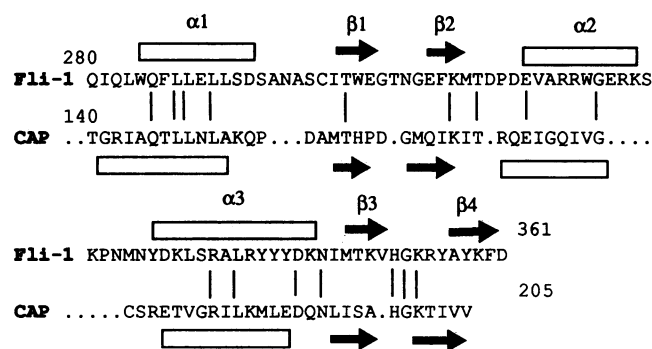 α1 β1 β2 α2
280
Fli-1 QIQLWQFLLELLSDSANASCITWEGTNGEFKMTDPDEVARRWGERKS
140
CAP ..TGRIAQTLLNLAKQP...DAMTHPD.GMQIKIT.RQEIGQIVG....
α3 β3 β4
361
Fli-1 KPNMNYDKLSRALRYYYDKNIMTKVHGKRYAYKFD
CAP .....CSRETVGRILKMLEDQNLISA.HGKTIVV
205